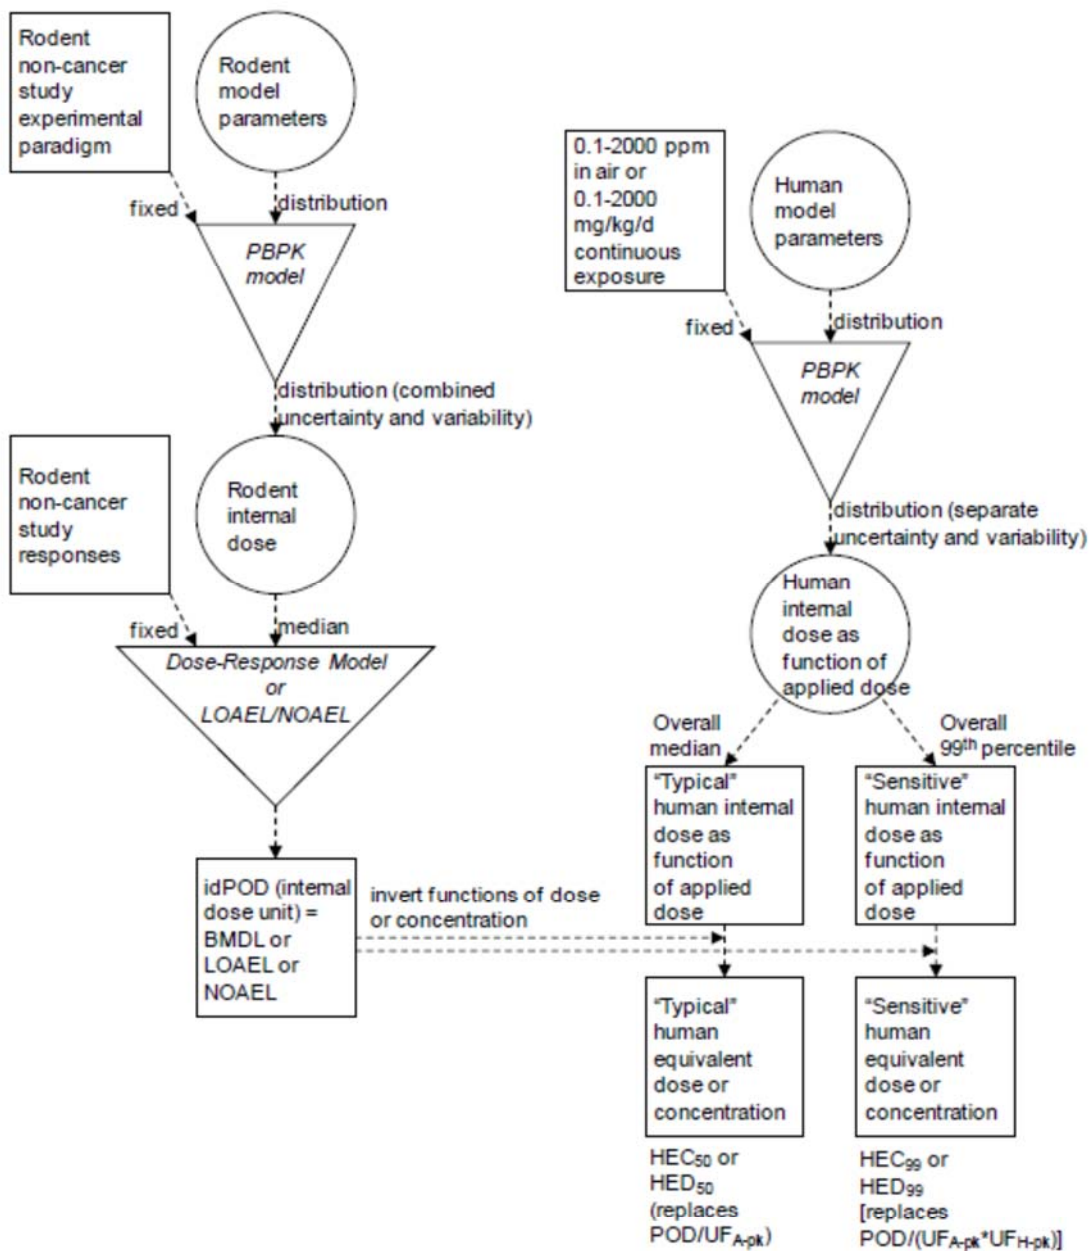 Rodent
non-cancer
study
experimental
paradigm
Rodent
model
parameters
fixed
distribution
PBPK
model
distribution (combined
uncertainty and variability)
Rodent
non-cancer
study
responses
Rodent
internal
dose
fixed
median
Dose-Response Model
or
LOAEL/NOAEL
idPOD (internal
dose unit) =
BMDL or
LOAEL or
NOAEL
invert functions of dose
or concentration
0.1-2000 ppm
in air or
0.1-2000
mg/kg/d
continuous
exposure
Human
model
parameters
fixed
distribution
PBPK
model
distribution (separate
uncertainty and variability)
Human
internal
dose as
function of
applied dose
Overall
median
Overall
99th percentile
"Typical"
human internal
dose as
function
of applied
dose
"Sensitive"
human internal
dose as
function
of applied
dose
"Typical"
human
equivalent
dose or
concentration
"Sensitive"
human
equivalent
dose or
concentration
HEC50 or
HED50
(replaces
POD/UFA-pk)
HEC99 or
HED99
[replaces
POD/(UFA-pk*UFH-pk)]